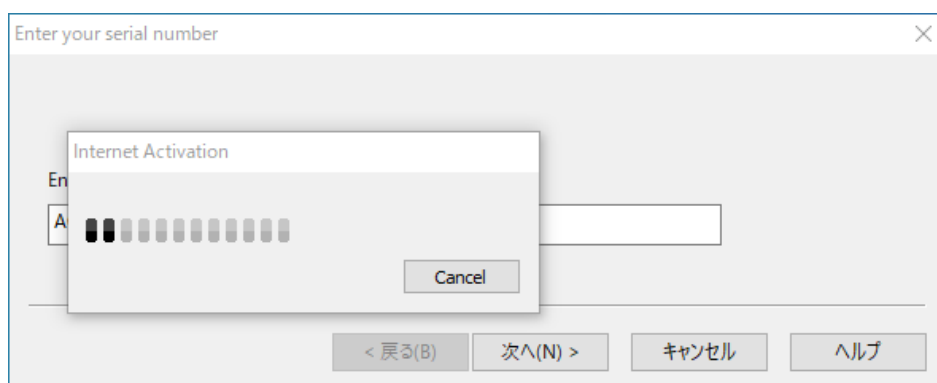 Enter your serial number
Internet Activation
En
A
Cancel
< 戻る(B)
次へ(N) >
キャンセル
ヘルプ